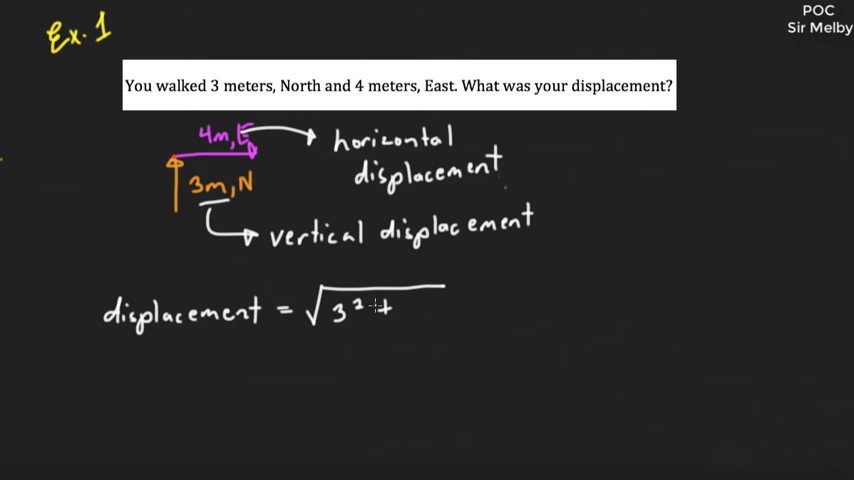 POC
Ex. 1
Sir Melby
You walked 3 meters, North and 4 meters, East. What was your displacement?
4m, E
horizontal
displacement
3m, N
vertical displacement
displacement = √3² +